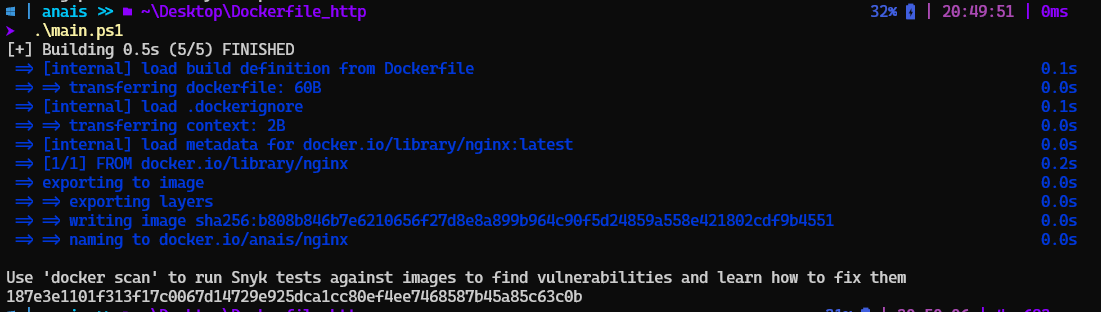 | anais >> ~\Desktop\Dockerfile_http 32% | 20:49:51 | 0ms
> .\main.ps1
[+] Building 0.5s (5/5) FINISHED
=> [internal] load build definition from Dockerfile 0.1s
=> => transferring dockerfile: 60B 0.0s
=> [internal] load .dockerignore 0.1s
=> => transferring context: 2B 0.0s
=> [internal] load metadata for docker.io/library/nginx:latest 0.0s
=> [1/1] FROM docker.io/library/nginx 0.2s
=> exporting to image 0.0s
=> => exporting layers 0.0s
=> => writing image sha256:b808b846b7e6210656f27d8e8a899b964c90f5d24859a558e421802cdf9b4551 0.0s
=> => naming to docker.io/anais/nginx 0.0s
Use 'docker scan' to run Snyk tests against images to find vulnerabilities and learn how to fix them
187e3e1101f313f17c0067d14729e925dca1cc80ef4ee7468587b45a85c63c0b